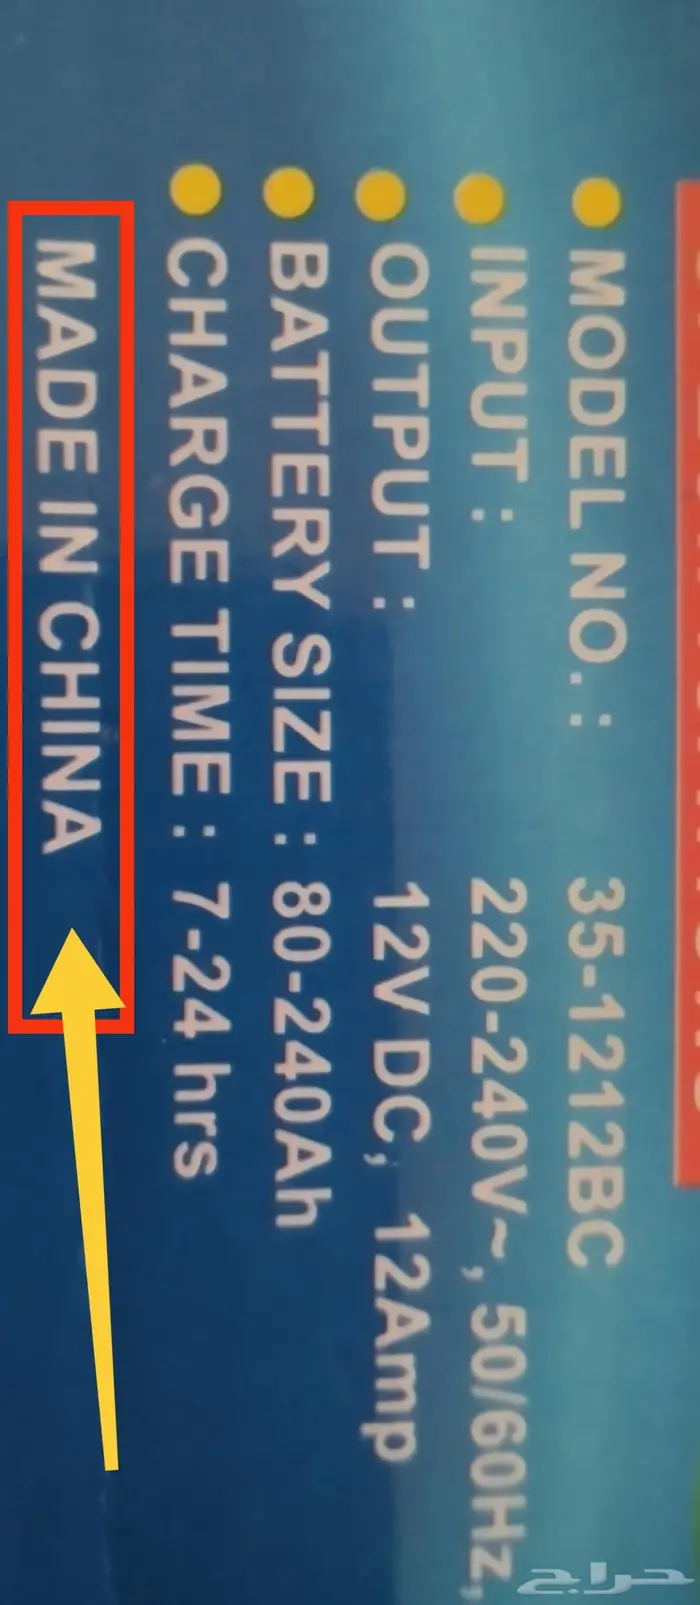 MODEL NO. : 35-1212BC
INPUT : 220-240V~, 50/60Hz,
OUTPUT : 12V DC, 12Amp
BATTERY SIZE : 80-240Ah
CHARGE TIME : 7-24 hrs
MADE IN CHINA
حراج